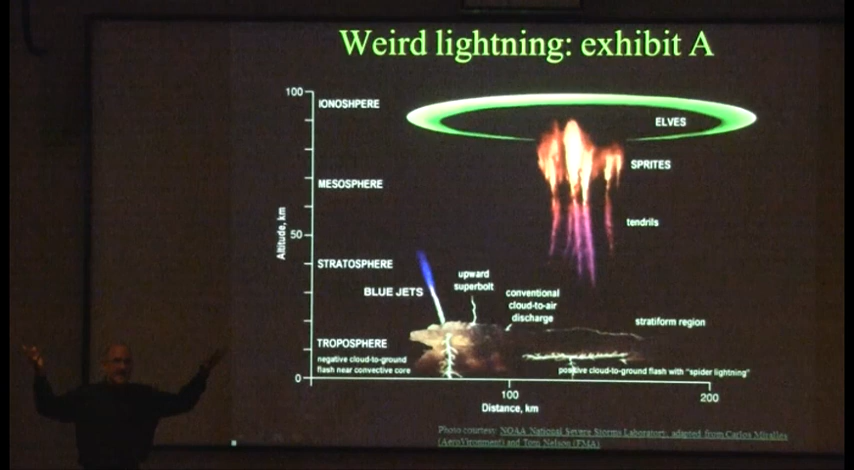 Weird lightning: exhibit A
100
IONOSHPERE
ELVES
SPRITES
MESOSPHERE
tendrils
Altitude, km
50
STRATOSPHERE
BLUE JETS
upward
superbolt
conventional
cloud-to-air
discharge
stratiform region
TROPOSPHERE
negative cloud-to-ground
flash near convective core
positive cloud-to-ground flash with "spider lightning"
0
100
200
Distance, km
Photo courtesy: NOAA National Severe Storms Laboratory; adapted from Carlos Miralles
(AeroVironment) and Tom Nelson (FMA)